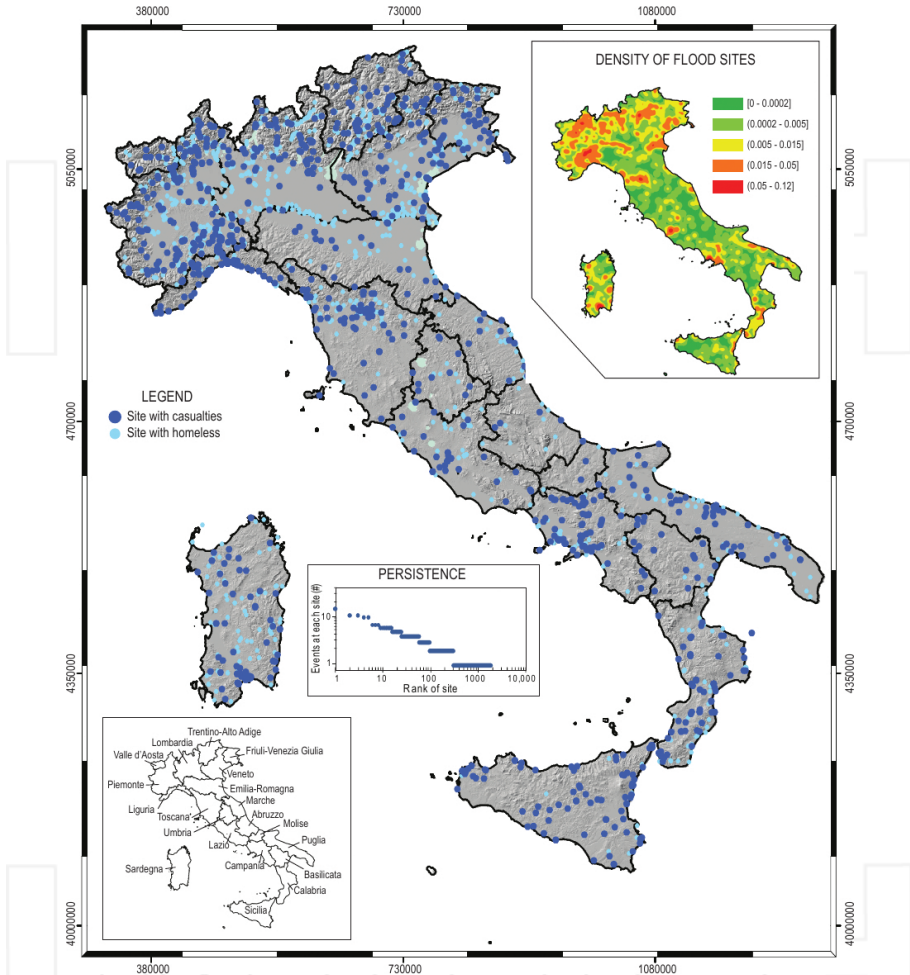 380000
730000
1080000
5050000
4700000
4350000
40000000
5050000
4700000
4350000
40000000
DENSITY OF FLOOD SITES
[0 - 0.0002]
(0.0002 - 0.005]
(0.005 - 0.015]
(0.015 - 0.05]
(0.05 - 0.12]
LEGEND
Site with casualties
Site with homeless
PERSISTENCE
Events at each site (#)
10
1
1
10
100
1000
10,000
Rank of site
Trentino-Alto Adige
Lombardia
Friuli-Venezia Giulia
Valle d'Aosta
Veneto
Piemonte
Emilia-Romagna
Marche
Liguria
Abruzzo
Toscana
Molise
Umbria
Puglia
Lazio
Campania
Sardegna
Basilicata
Calabria
Sicilia
380000
730000
1080000